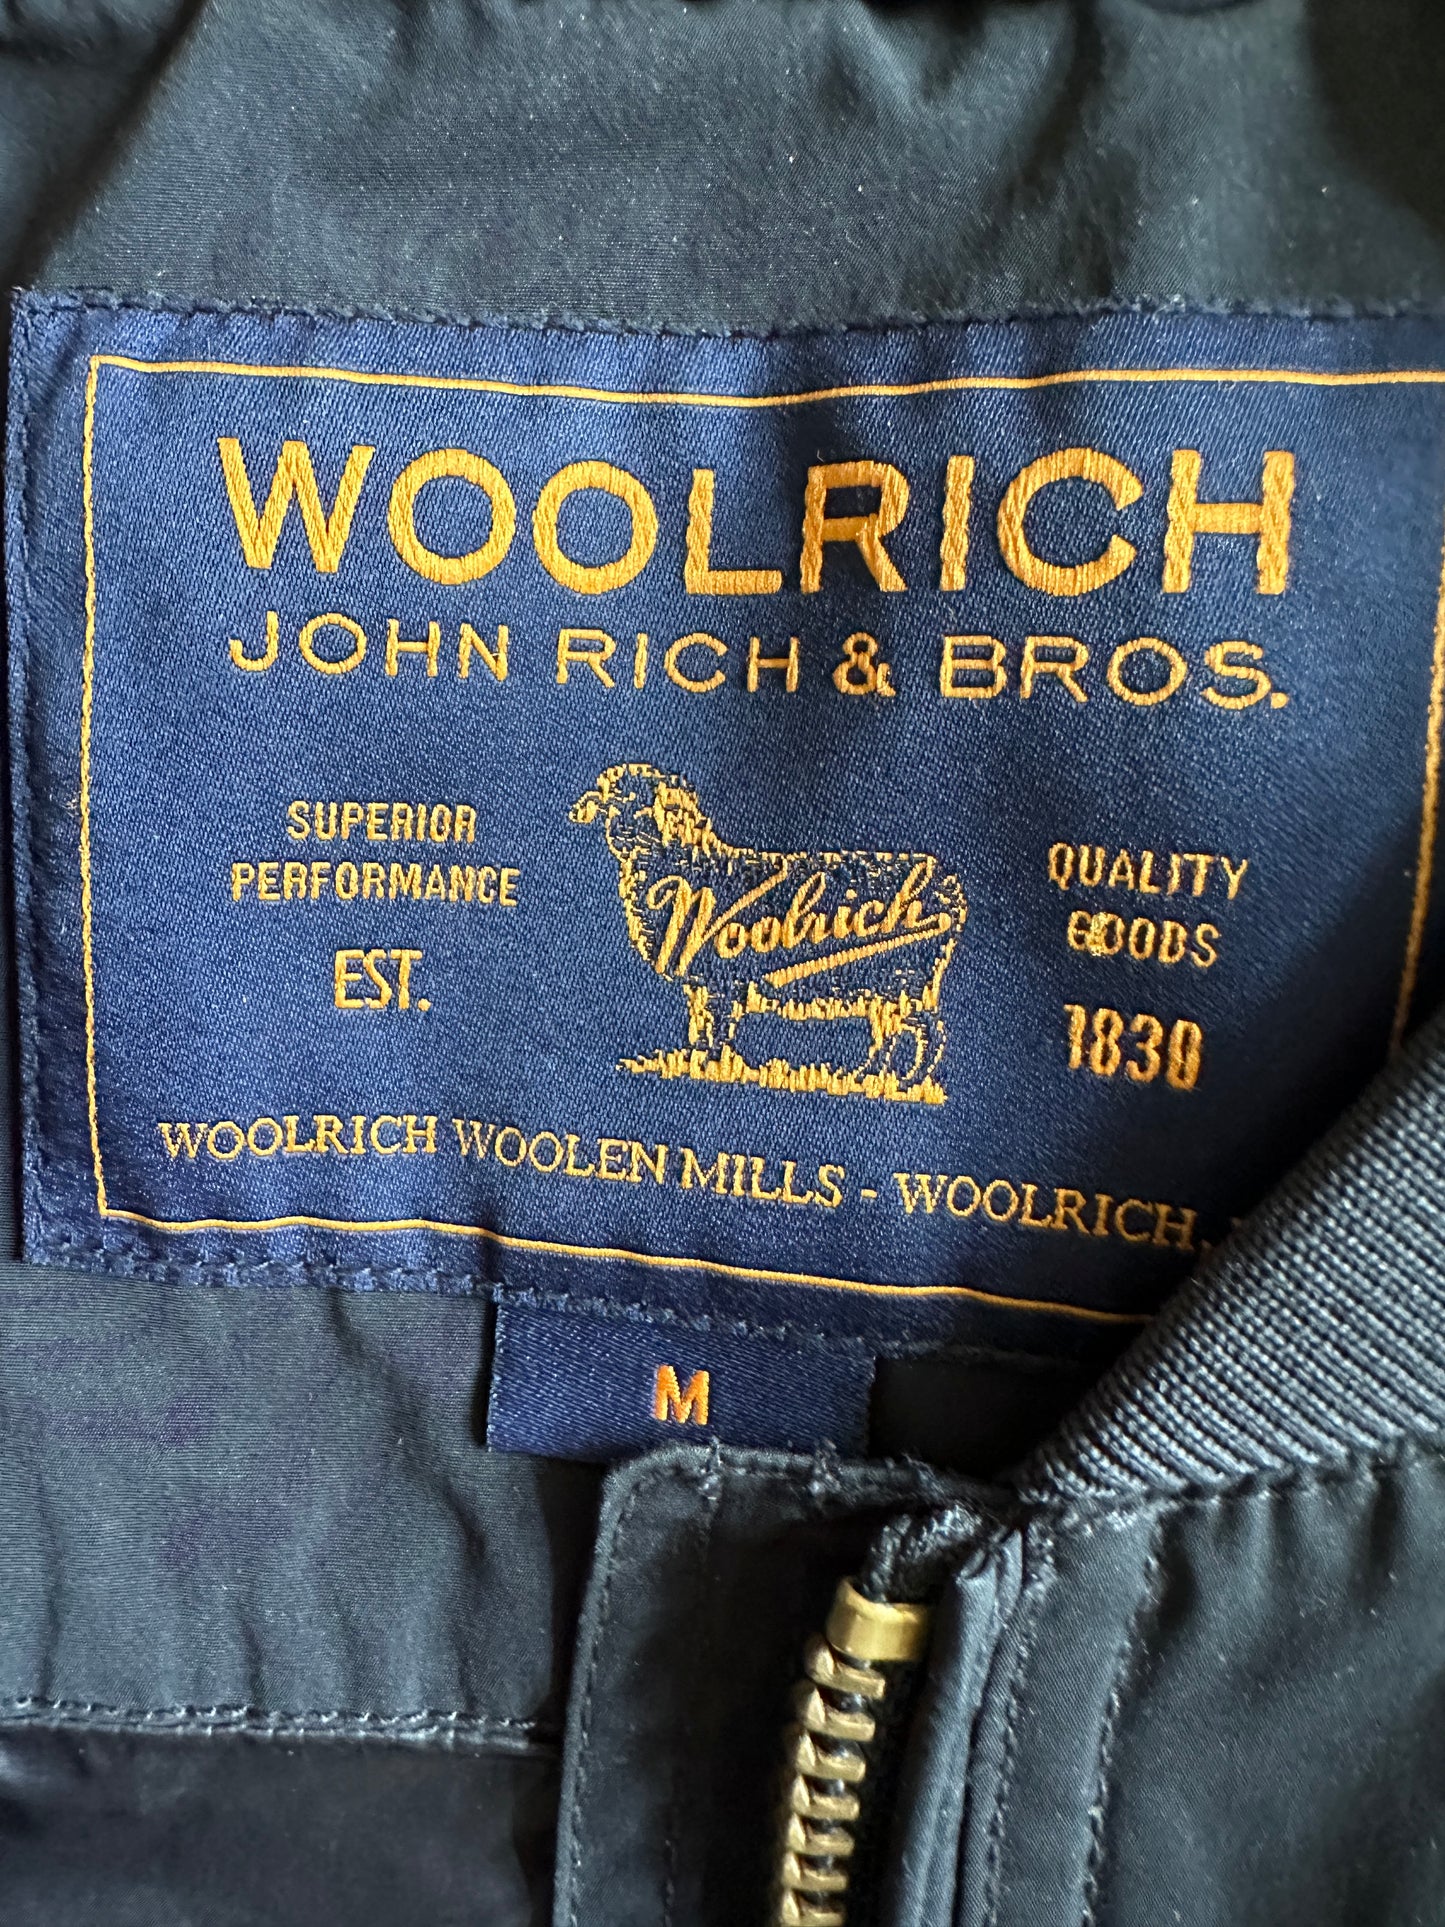 WOOLRICH
JOHN RICH & BROS.
SUPERIOR
PERFORMANCE
EST.
Woolrich
QUALITY
GOODS
1830
WOOLRICH WOOLEN MILLS - WOOLRICH,
M